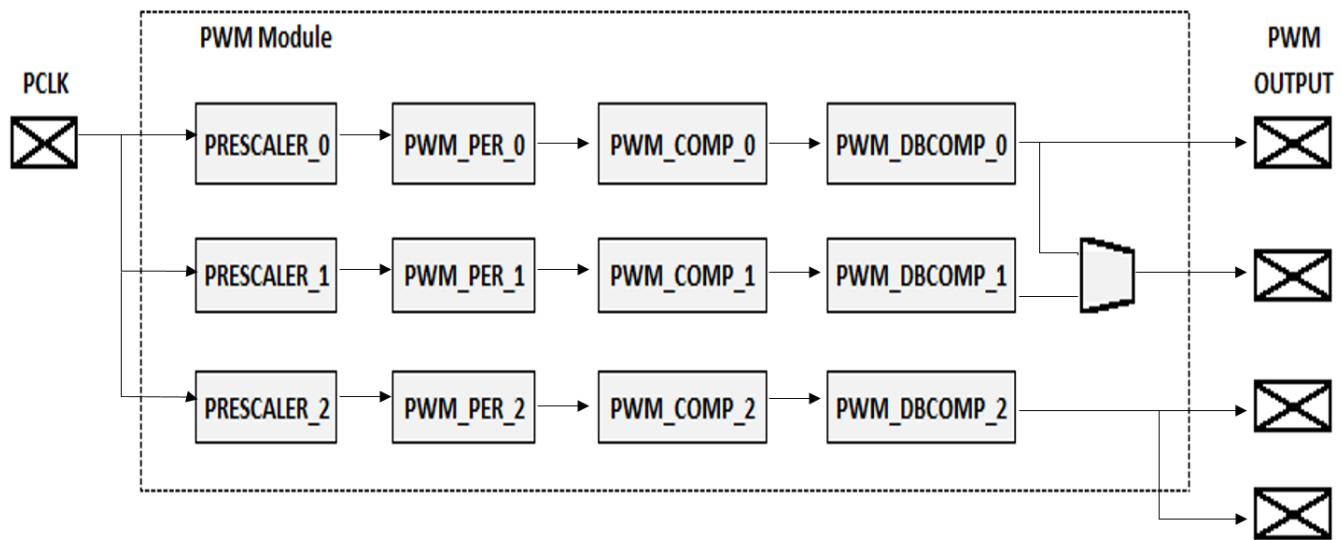 PWM Module
PCLK
PWM
OUTPUT
PRESCALER_0
PWM_PER_0
PWM_COMP_0
PWM_DBCOMP_0
PRESCALER_1
PWM_PER_1
PWM_COMP_1
PWM_DBCOMP_1
PRESCALER_2
PWM_PER_2
PWM_COMP_2
PWM_DBCOMP_2